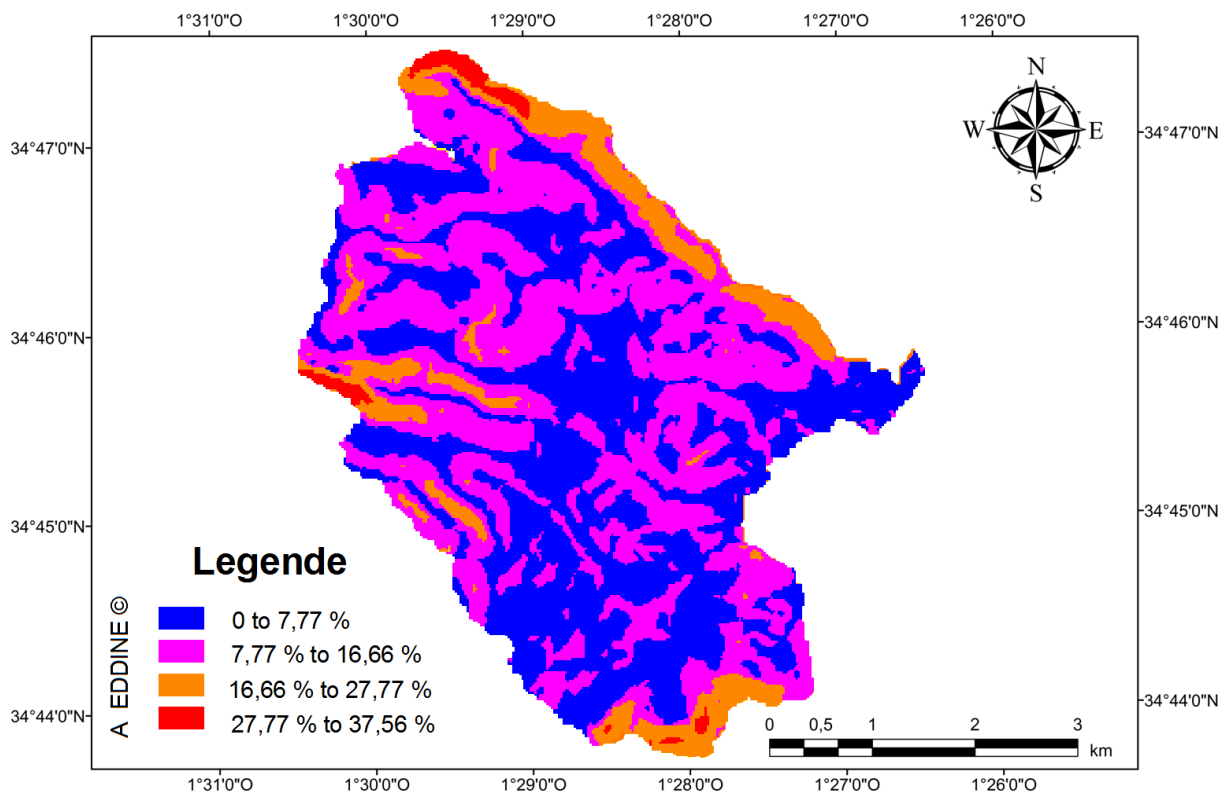 1°31'0"O 1°30'0"O 1°29'0"O 1°28'0"O 1°27'0"O 1°26'0"O
N
W E
S
34°47'0"N 34°47'0"N
34°46'0"N 34°46'0"N
34°45'0"N 34°45'0"N
34°44'0"N 34°44'0"N
Legende
0 to 7,77 %
7,77 % to 16,66 %
16,66 % to 27,77 %
27,77 % to 37,56 %
A EDDINE ©
0 0,5 1 2 3
km
1°31'0"O 1°30'0"O 1°29'0"O 1°28'0"O 1°27'0"O 1°26'0"O